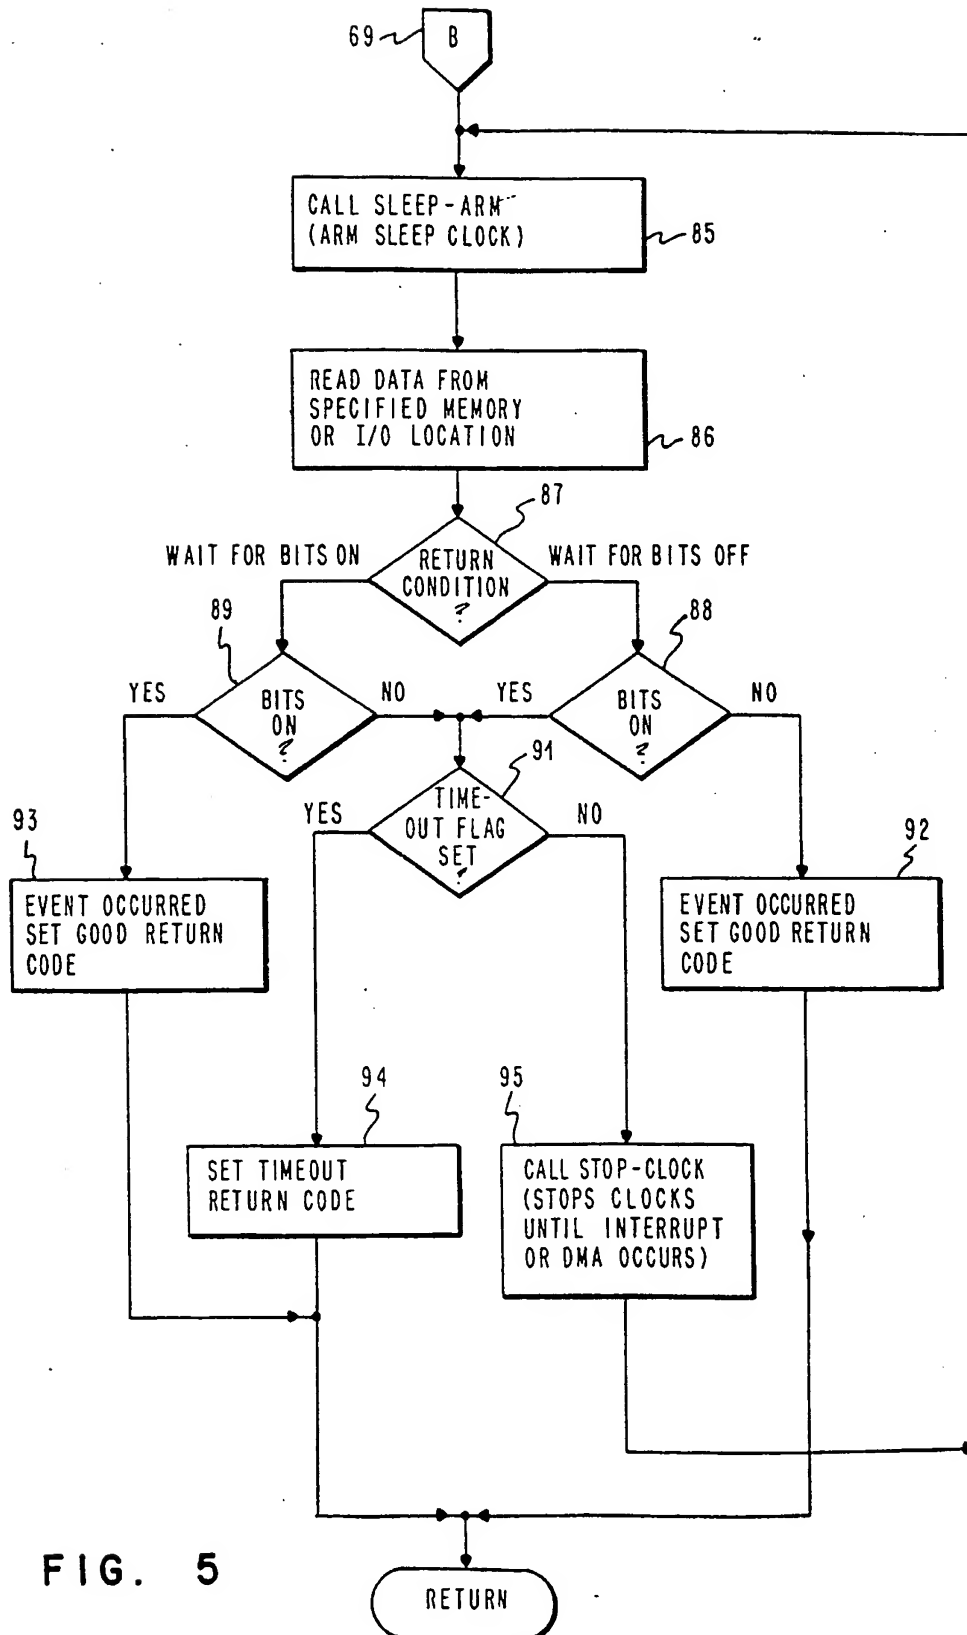 69
B
CALL SLEEP-ARM
(ARM SLEEP CLOCK)
85
READ DATA FROM
SPECIFIED MEMORY
OR I/O LOCATION
86
87
WAIT FOR BITS ON
RETURN
CONDITION
?
WAIT FOR BITS OFF
89
88
YES
BITS
ON
?
NO
YES
BITS
ON
?
NO
91
YES
TIME-
OUT FLAG
SET
?
NO
93
EVENT OCCURRED
SET GOOD RETURN
CODE
92
EVENT OCCURRED
SET GOOD RETURN
CODE
94
SET TIMEOUT
RETURN CODE
95
CALL STOP-CLOCK
(STOPS CLOCKS
UNTIL INTERRUPT
OR DMA OCCURS)
FIG. 5
RETURN